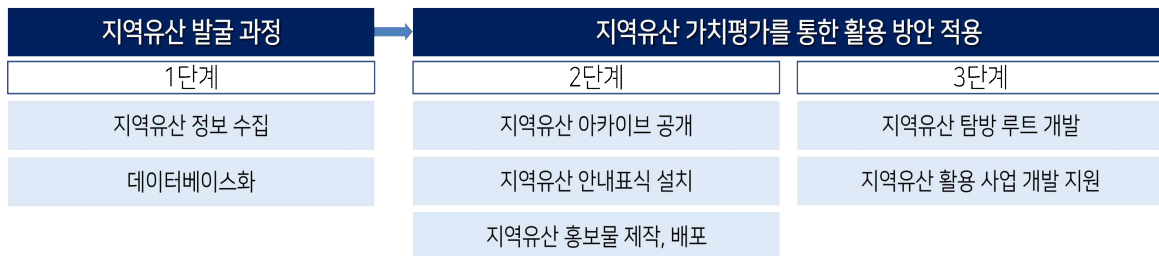 지역유산 발굴 과정
지역유산 가치평가를 통한 활용 방안 적용
1단계
2단계
3단계
지역유산 정보 수집
지역유산 아카이브 공개
지역유산 탐방 루트 개발
데이터베이스화
지역유산 안내표식 설치
지역유산 활용 사업 개발 지원
지역유산 홍보물 제작, 배포